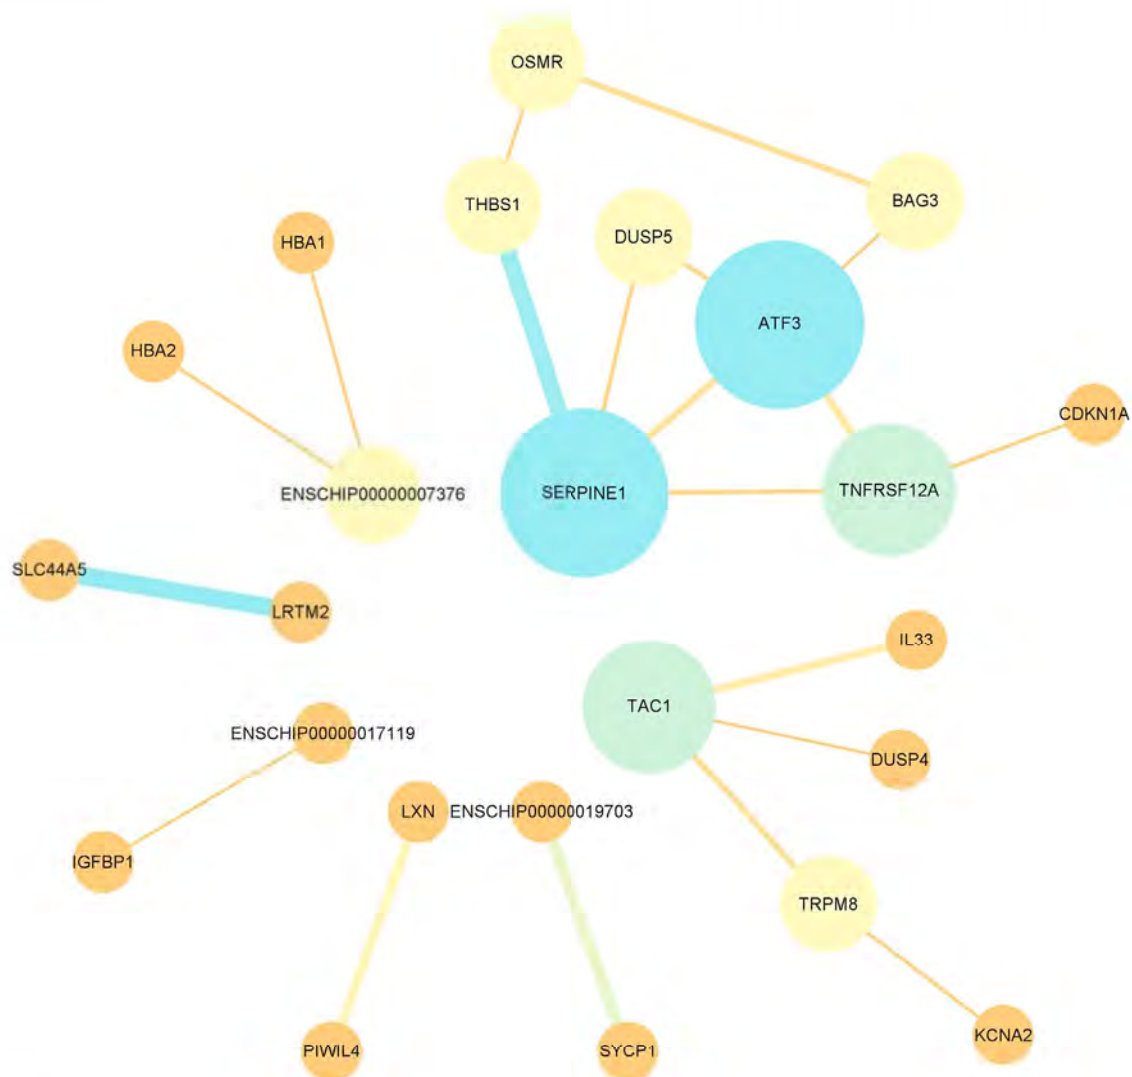 OSMR
THBS1
BAG3
DUSP5
HBA1
ATF3
HBA2
CDKN1A
ENSCHIP00000007376
SERPINE1
TNFRSF12A
SLC44A5
LRTM2
IL33
TAC1
ENSCHIP00000017119
DUSP4
LXN
ENSCHIP00000019703
IGFBP1
TRPM8
KCNA2
PIWIL4
SYCP1